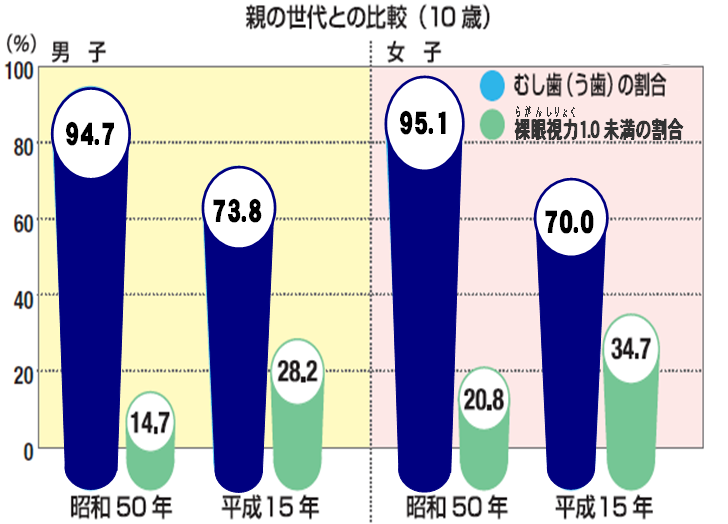 親の世代との比較（10歳）
(%)
男 子
女 子
100
80
60
40
20
0
むし歯（う歯）の割合
らがんしりょく
裸眼視力1.0未満の割合
94.7
14.7
73.8
28.2
95.1
20.8
70.0
34.7
昭和50年
平成15年
昭和50年
平成15年